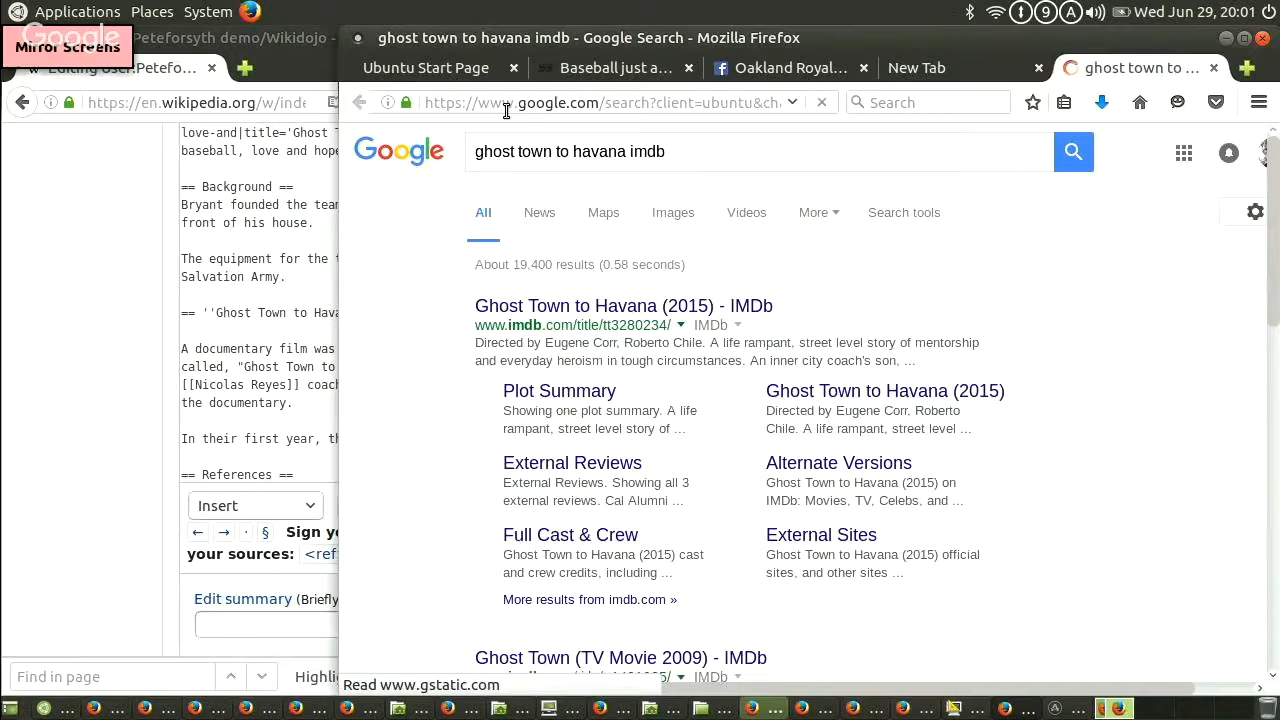 Applications Places System
Wed Jun 29, 20:01
Google
Mirror Screens
Peteforsyth demo/Wikidojo -
ghost town to havana imdb - Google Search - Mozilla Firefox
Editing User:Petefo...
Ubuntu Start Page
Baseball just a...
Oakland Royal...
New Tab
ghost town to ...
https://en.wikipedia.org/w/inde
https://www.google.com/search?client=ubuntu&ch
Search
love-and|title='Ghost T
baseball, love and hope
== Background ==
Bryant founded the team
front of his house.
The equipment for the t
Salvation Army.
== ''Ghost Town to Hava
A documentary film was
called, "Ghost Town to
[[Nicolas Reyes]] coach
the documentary.
In their first year, th
== References ==
Insert
← → · § Sign yo
your sources: <ref
Edit summary (Briefly
Find in page
Highli
Google
ghost town to havana imdb
All News Maps Images Videos More Search tools
About 19,400 results (0.58 seconds)
Ghost Town to Havana (2015) - IMDb
www.imdb.com/title/tt3280234/ IMDb
Directed by Eugene Corr, Roberto Chile. A life rampant, street level story of mentorship
and everyday heroism in tough circumstances. An inner city coach's son, ...
Plot Summary
Showing one plot summary. A life
rampant, street level story of ...
Ghost Town to Havana (2015)
Directed by Eugene Corr, Roberto
Chile. A life rampant, street level ...
External Reviews
External Reviews. Showing all 3
external reviews. Cal Alumni ...
Alternate Versions
Ghost Town to Havana (2015) on
IMDb: Movies, TV, Celebs, and ...
Full Cast & Crew
Ghost Town to Havana (2015) cast
and crew credits, including ...
External Sites
Ghost Town to Havana (2015) official
sites, and other sites ...
More results from imdb.com »
Ghost Town (TV Movie 2009) - IMDb
IMDb
Read www.gstatic.com